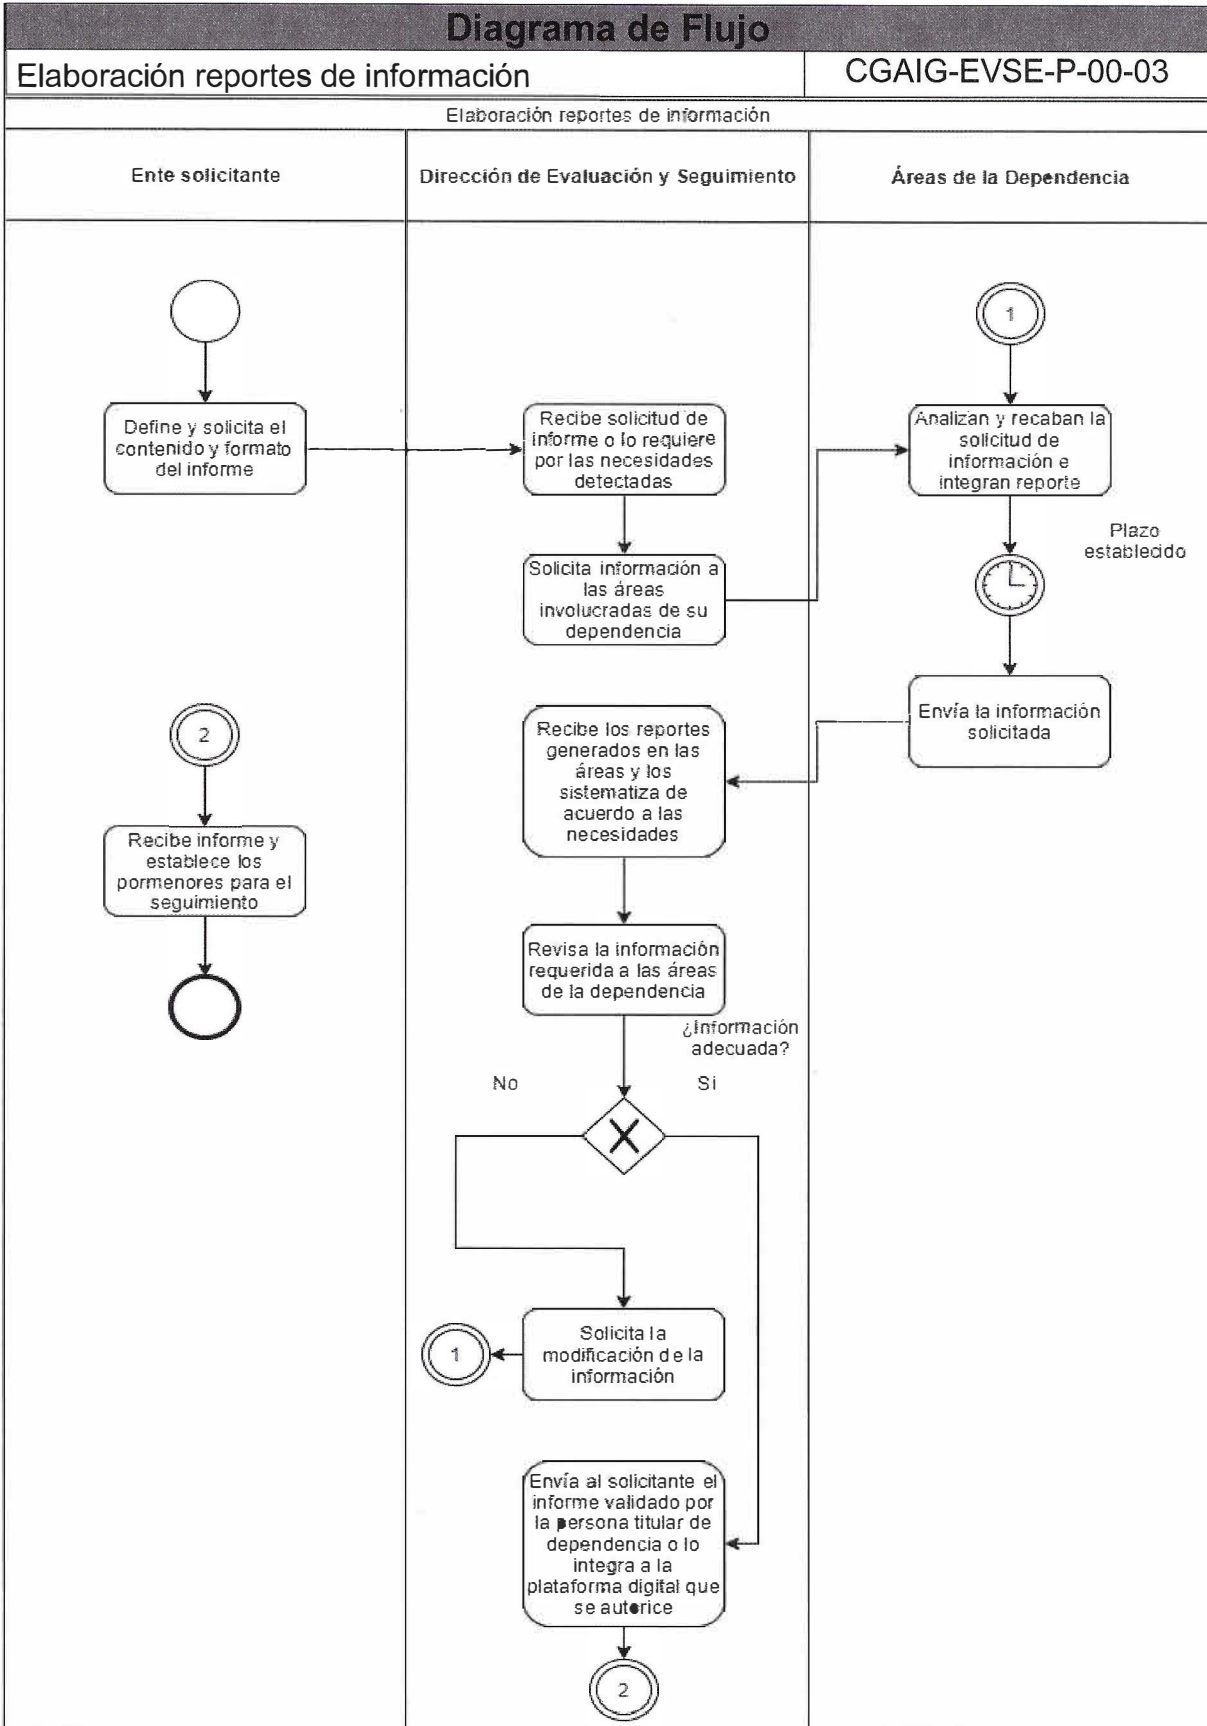 Diagrama de Flujo
Elaboración reportes de información
CGAIG-EVSE-P-00-03
Elaboración reportes de información
Ente solicitante
Dirección de Evaluación y Seguimiento
Áreas de la Dependencia
1
Define y solicita el
contenido y formato
del informe
Recibe solicitud de
informe o lo requiere
por las necesidades
detectadas
Analizan y recaban la
solicitud de
información e
integran reporte
Plazo
establecido
Solicita información a
las áreas
involucradas de su
dependencia
Envía la información
solicitada
2
Recibe los reportes
generados en las
áreas y los
sistematiza de
acuerdo a las
necesidades
Recibe informe y
establece los
pormenores para el
seguimiento
Revisa la información
requerida a las áreas
de la dependencia
¿Información
adecuada?
No
Si
Solicita la
modificación de la
información
1
Envía al solicitante el
informe validado por
la persona titular de
dependencia o lo
integra a la
plataforma digital que
se autorice
2